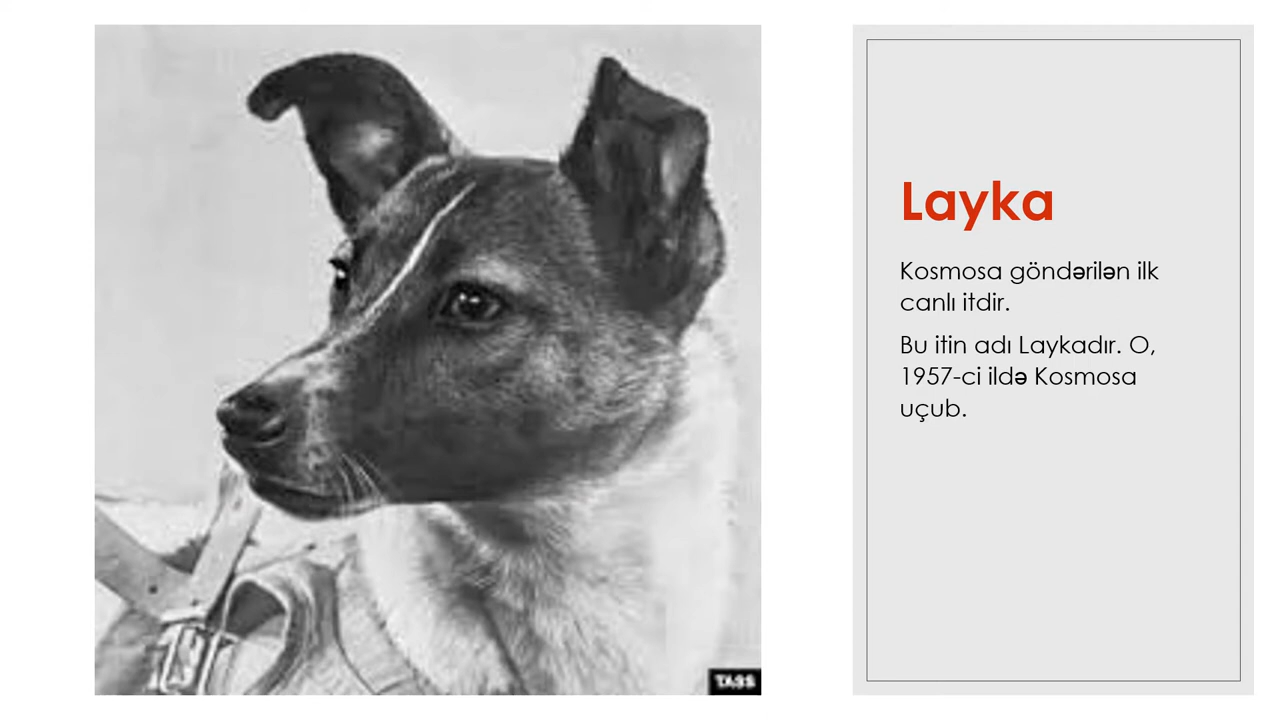 Layka
Kosmosa göndərilən ilk
canlı itdir.
Bu itin adı Laykadır. O,
1957-ci ildə Kosmosa
uçub.
TASS